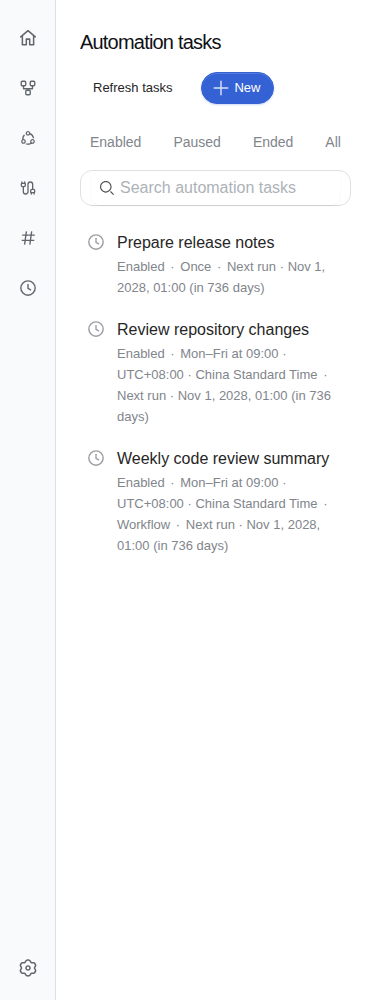 Automation tasks
Refresh tasks
New
Enabled Paused Ended All
Search automation tasks
Prepare release notes
Enabled · Once · Next run · Nov 1,
2028, 01:00 (in 736 days)
Review repository changes
Enabled · Mon–Fri at 09:00 ·
UTC+08:00 · China Standard Time ·
Next run · Nov 1, 2028, 01:00 (in 736
days)
Weekly code review summary
Enabled · Mon–Fri at 09:00 ·
UTC+08:00 · China Standard Time ·
Workflow · Next run · Nov 1, 2028,
01:00 (in 736 days)